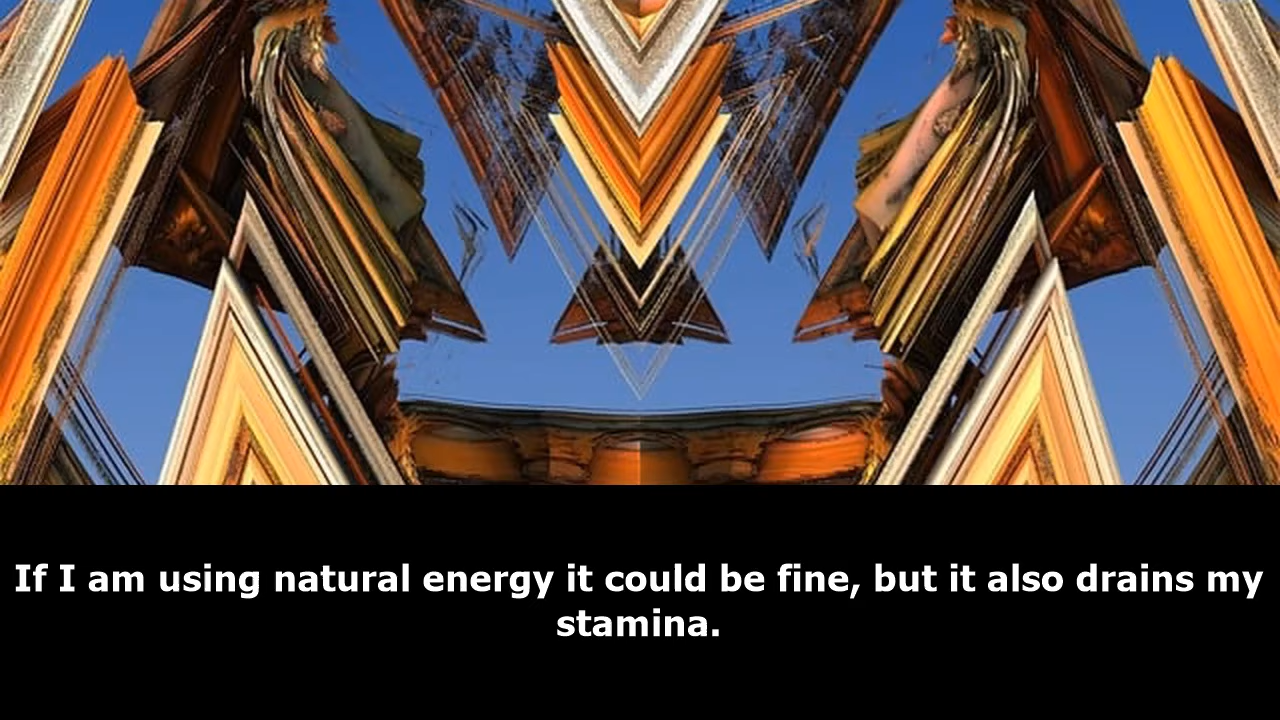 If I am using natural energy it could be fine, but it also drains my
stamina.